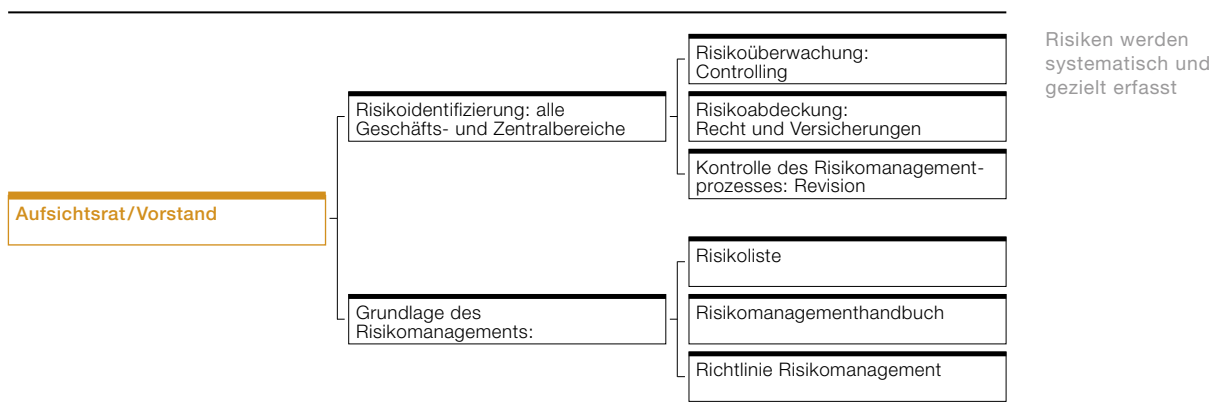 Risiken werden
systematisch und
gezielt erfasst
Aufsichtsrat/Vorstand
Risikoidentifizierung: alle
Geschäfts- und Zentralbereiche
Risikoüberwachung:
Controlling
Risikoabdeckung:
Recht und Versicherungen
Kontrolle des Risikomanagement-
prozesses: Revision
Grundlage des
Risikomanagements:
Risikoliste
Risikomanagementhandbuch
Richtlinie Risikomanagement